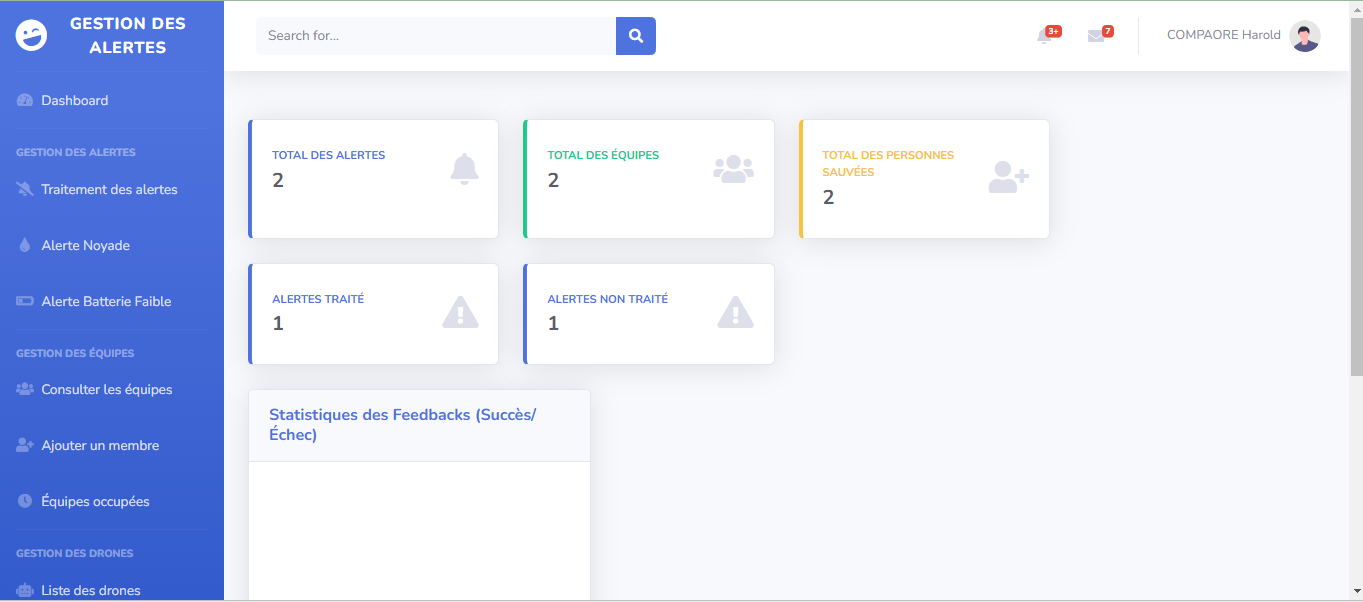 GESTION DES
ALERTES
Search for...
3+
7
COMPAORE Harold
Dashboard
GESTION DES ALERTES
Traitement des alertes
Alerte Noyade
Alerte Batterie Faible
GESTION DES ÉQUIPES
Consulter les équipes
Ajouter un membre
Équipes occupées
GESTION DES DRONES
Liste des drones
TOTAL DES ALERTES
2
TOTAL DES ÉQUIPES
2
TOTAL DES PERSONNES
SAUVÉES
2
ALERTES TRAITÉ
1
ALERTES NON TRAITÉ
1
Statistiques des Feedbacks (Succès/
Échec)